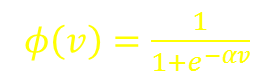 ϕ(v) = 1 / (1+e^{−αv})